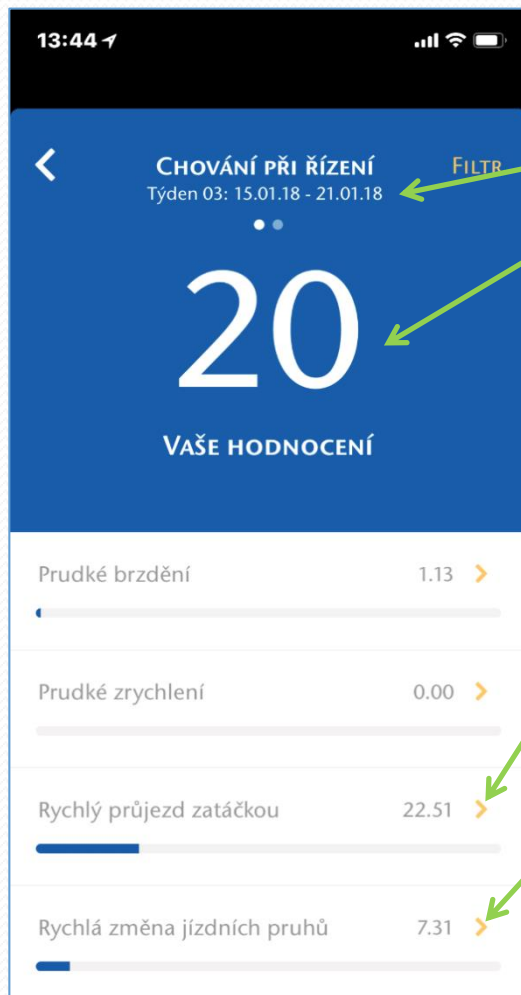 13:44
CHOVÁNÍ PŘI ŘÍZENÍ
FILTR
Týden 03: 15.01.18 - 21.01.18
20
VAŠE HODNOCENÍ
Prudké brzdění 1.13
Prudké zrychlení 0.00
Rychlý průjezd zatáčkou 22.51
Rychlá změna jízdních pruhů 7.31